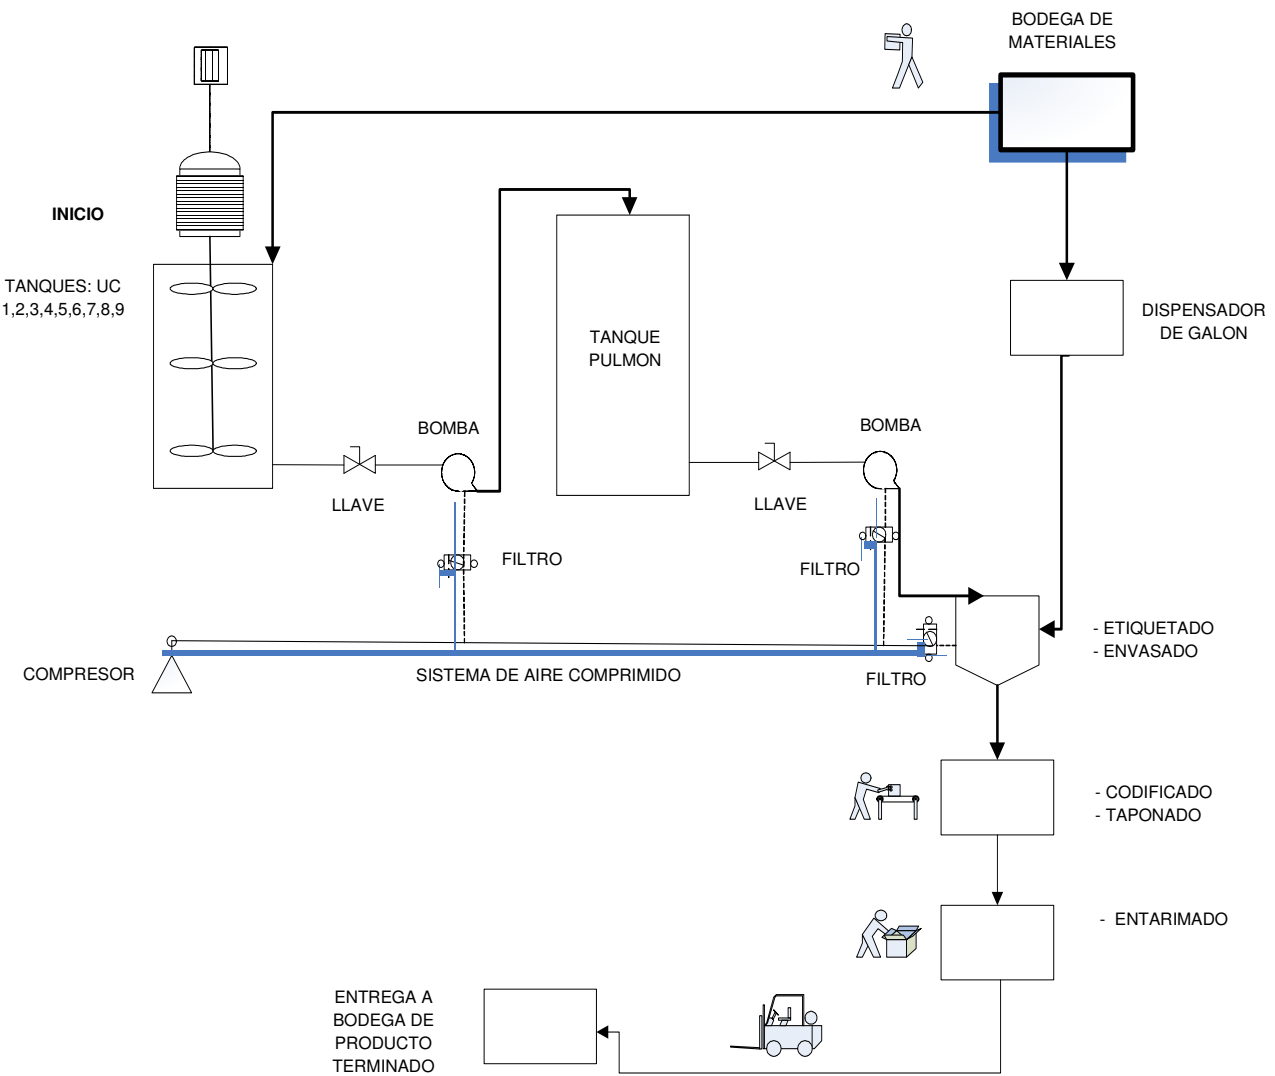 BODEGA DE
MATERIALES
INICIO
TANQUES: UC
1,2,3,4,5,6,7,8,9
TANQUE
PULMON
DISPENSADOR
DE GALON
BOMBA
BOMBA
LLAVE
LLAVE
FILTRO
FILTRO
- ETIQUETADO
- ENVASADO
COMPRESOR
SISTEMA DE AIRE COMPRIMIDO
FILTRO
- CODIFICADO
- TAPONADO
- ENTARIMADO
ENTREGA A
BODEGA DE
PRODUCTO
TERMINADO